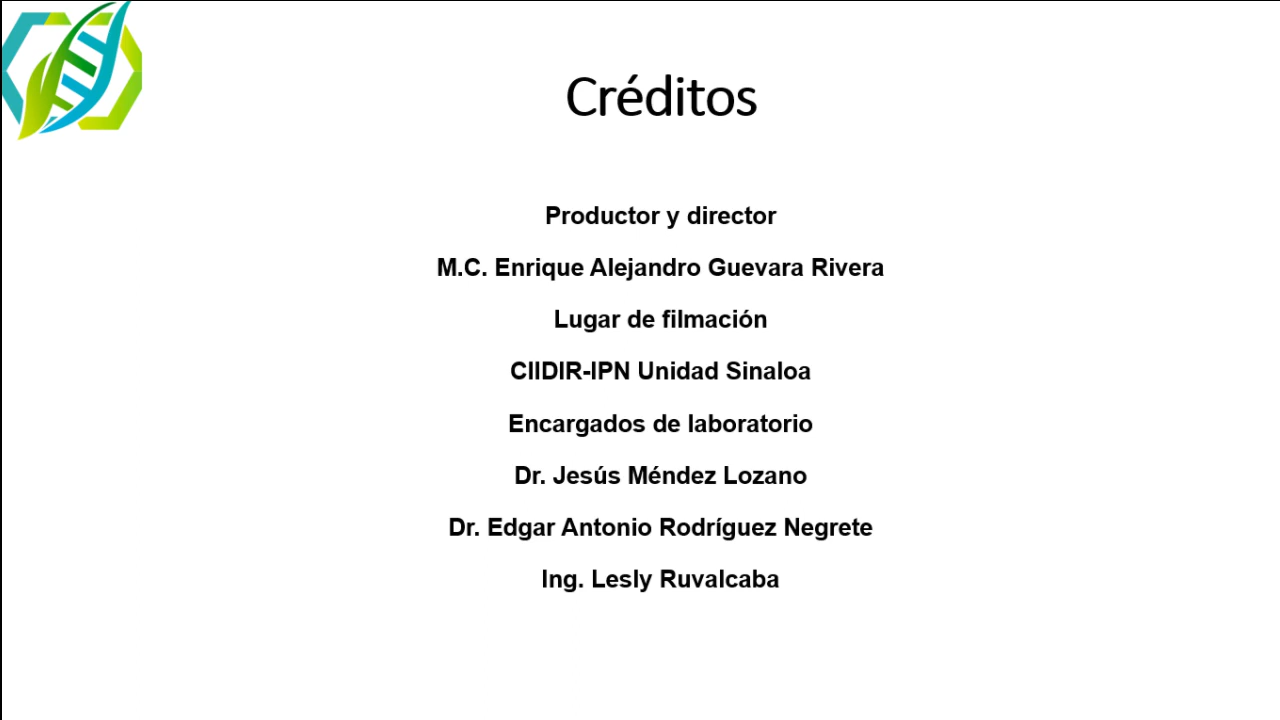 Créditos
Productor y director
M.C. Enrique Alejandro Guevara Rivera
Lugar de filmación
CIIDIR-IPN Unidad Sinaloa
Encargados de laboratorio
Dr. Jesús Méndez Lozano
Dr. Edgar Antonio Rodríguez Negrete
Ing. Lesly Ruvalcaba